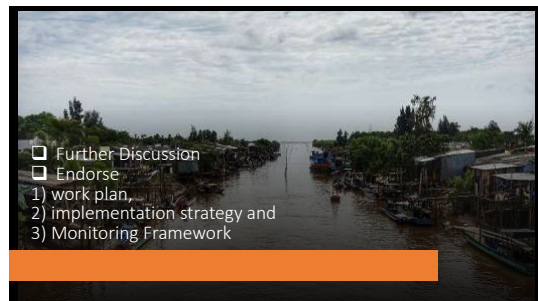 ❑ Further Discussion
❑ Endorse
1) work plan,
2) implementation strategy and
3) Monitoring Framework